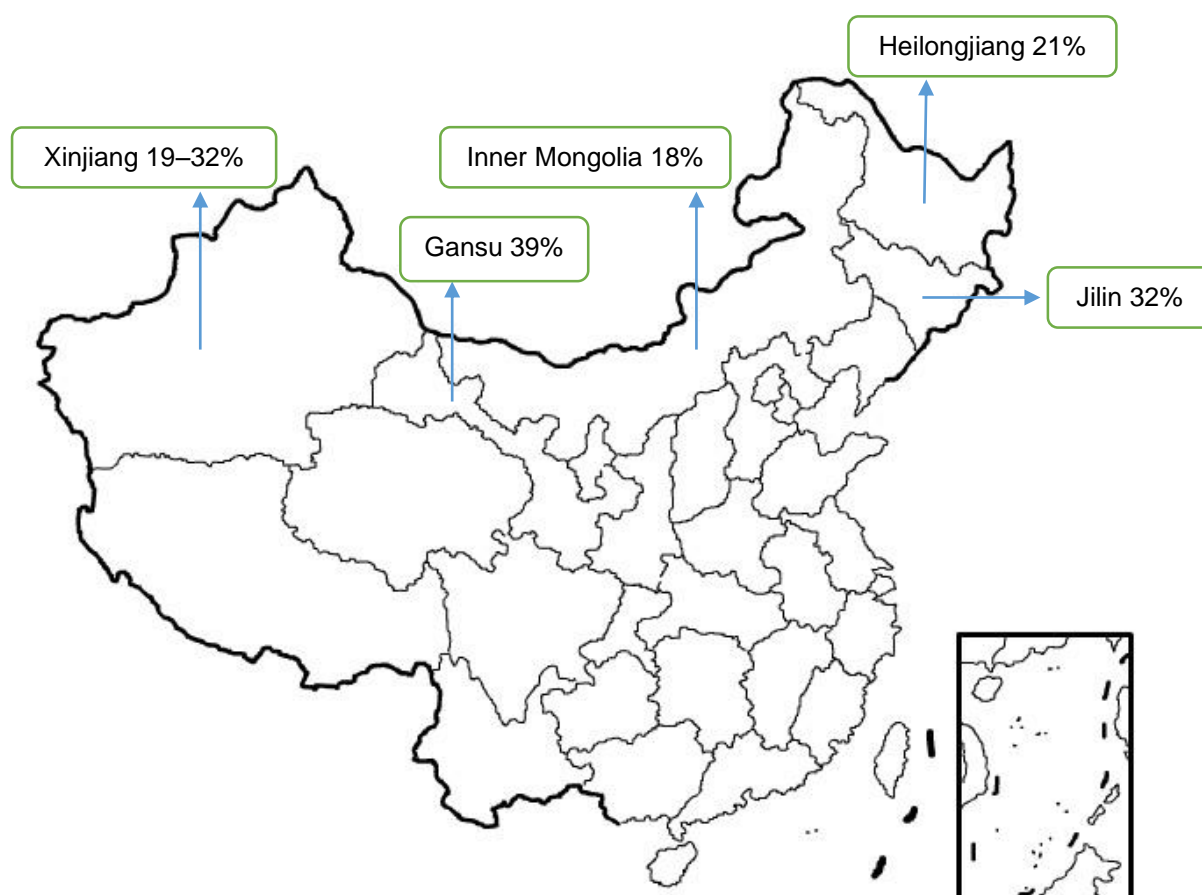 Heilongjiang 21%
Xinjiang 19–32%
Inner Mongolia 18%
Gansu 39%
Jilin 32%